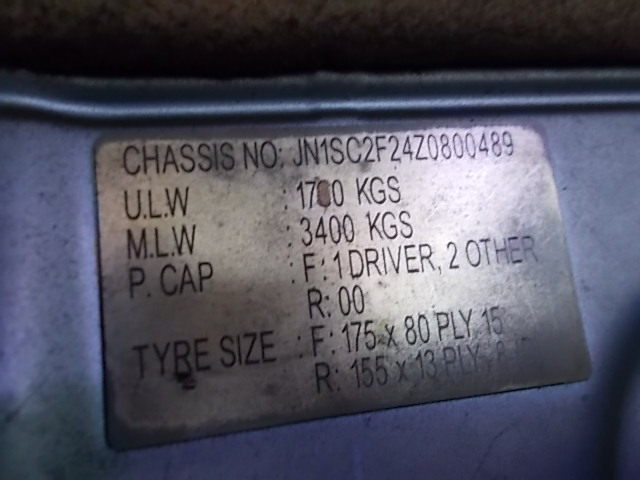 CHASSIS NO: JN1SC2F24Z0800489
U.L.W : KGS
M.L.W : 3400 KGS
P. CAP : F: 1 DRIVER, 2 OTHER
R: 00
TYRE SIZE : F: 175 x 80 PLY 15
R: 155 x 13 PLY